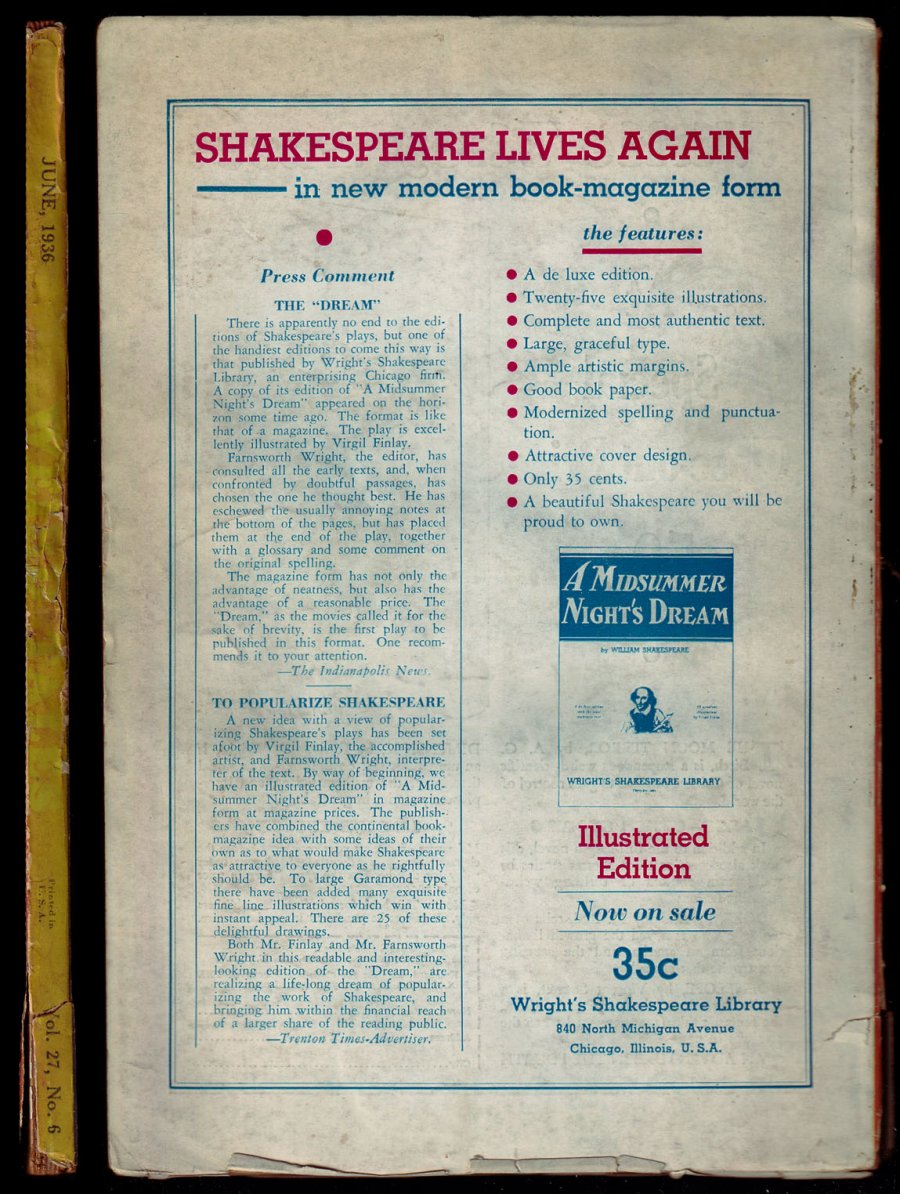 JUNE, 1936
Printed in
U. S. A.
Vol. 27, No. 6
SHAKESPEARE LIVES AGAIN
in new modern book-magazine form
Press Comment
THE "DREAM"
There is apparently no end to the edi-
tions of Shakespeare's plays, but one of
the handiest editions to come this way is
that published by Wright's Shakespeare
Library, an enterprising Chicago firm.
A copy of its edition of "A Midsummer
Night's Dream" appeared on the hori-
zon some time ago. The format is like
that of a magazine. The play is excel-
lently illustrated by Virgil Finlay.
Farnsworth Wright, the editor, has
consulted all the early texts, and, when
confronted by doubtful passages, has
chosen the one he thought best. He has
eschewed the usually annoying notes at
the bottom of the pages, but has placed
them at the end of the play, together
with a glossary and some comment on
the original spelling.
The magazine form has not only the
advantage of neatness, but also has the
advantage of a reasonable price. The
"Dream," as the movies called it for the
sake of brevity, is the first play to be
published in this format. One recom-
mends it to your attention.
—The Indianapolis News.
TO POPULARIZE SHAKESPEARE
A new idea with a view of popular-
izing Shakespeare's plays has been set
afoot by Virgil Finlay, the accomplished
artist, and Farnsworth Wright, interpre-
ter of the text. By way of beginning, we
have an illustrated edition of "A Mid-
summer Night's Dream" in magazine
form at magazine prices. The publish-
ers have combined the continental book-
magazine idea with some ideas of their
own as to what would make Shakespeare
as attractive to everyone as he rightfully
should be. To large Garamond type
there have been added many exquisite
fine line illustrations which win with
instant appeal. There are 25 of these
delightful drawings.
Both Mr. Finlay and Mr. Farnsworth
Wright in this readable and interesting-
looking edition of the "Dream," are
realizing a life-long dream of popular-
izing the work of Shakespeare, and
bringing him within the financial reach
of a larger share of the reading public.
—Trenton Times-Advertiser.
the features:
● A de luxe edition.
● Twenty-five exquisite illustrations.
● Complete and most authentic text.
● Large, graceful type.
● Ample artistic margins.
● Good book paper.
● Modernized spelling and punctua-
tion.
● Attractive cover design.
● Only 35 cents.
● A beautiful Shakespeare you will be
proud to own.
A MIDSUMMER
NIGHT'S DREAM
by WILLIAM SHAKESPEARE
WRIGHT'S SHAKESPEARE LIBRARY
Illustrated
Edition
Now on sale
35c
Wright's Shakespeare Library
840 North Michigan Avenue
Chicago, Illinois, U. S. A.